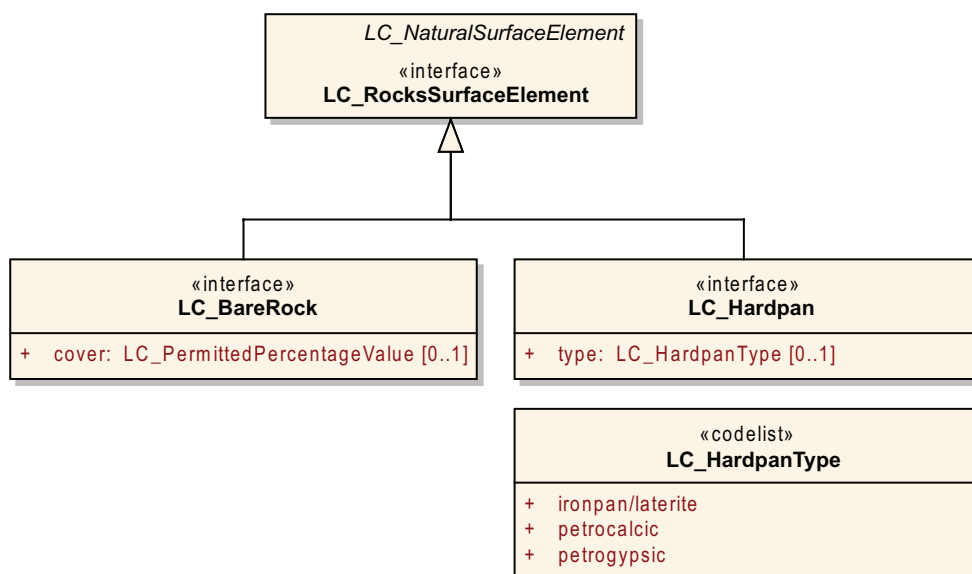 LC_NaturalSurfaceElement
«interface»
LC_RocksSurfaceElement
«interface»
LC_BareRock
+ cover: LC_PermittedPercentageValue [0..1]
«interface»
LC_Hardpan
+ type: LC_HardpanType [0..1]
«codelist»
LC_HardpanType
+ ironpan/laterite
+ petrocalcic
+ petrogypsic